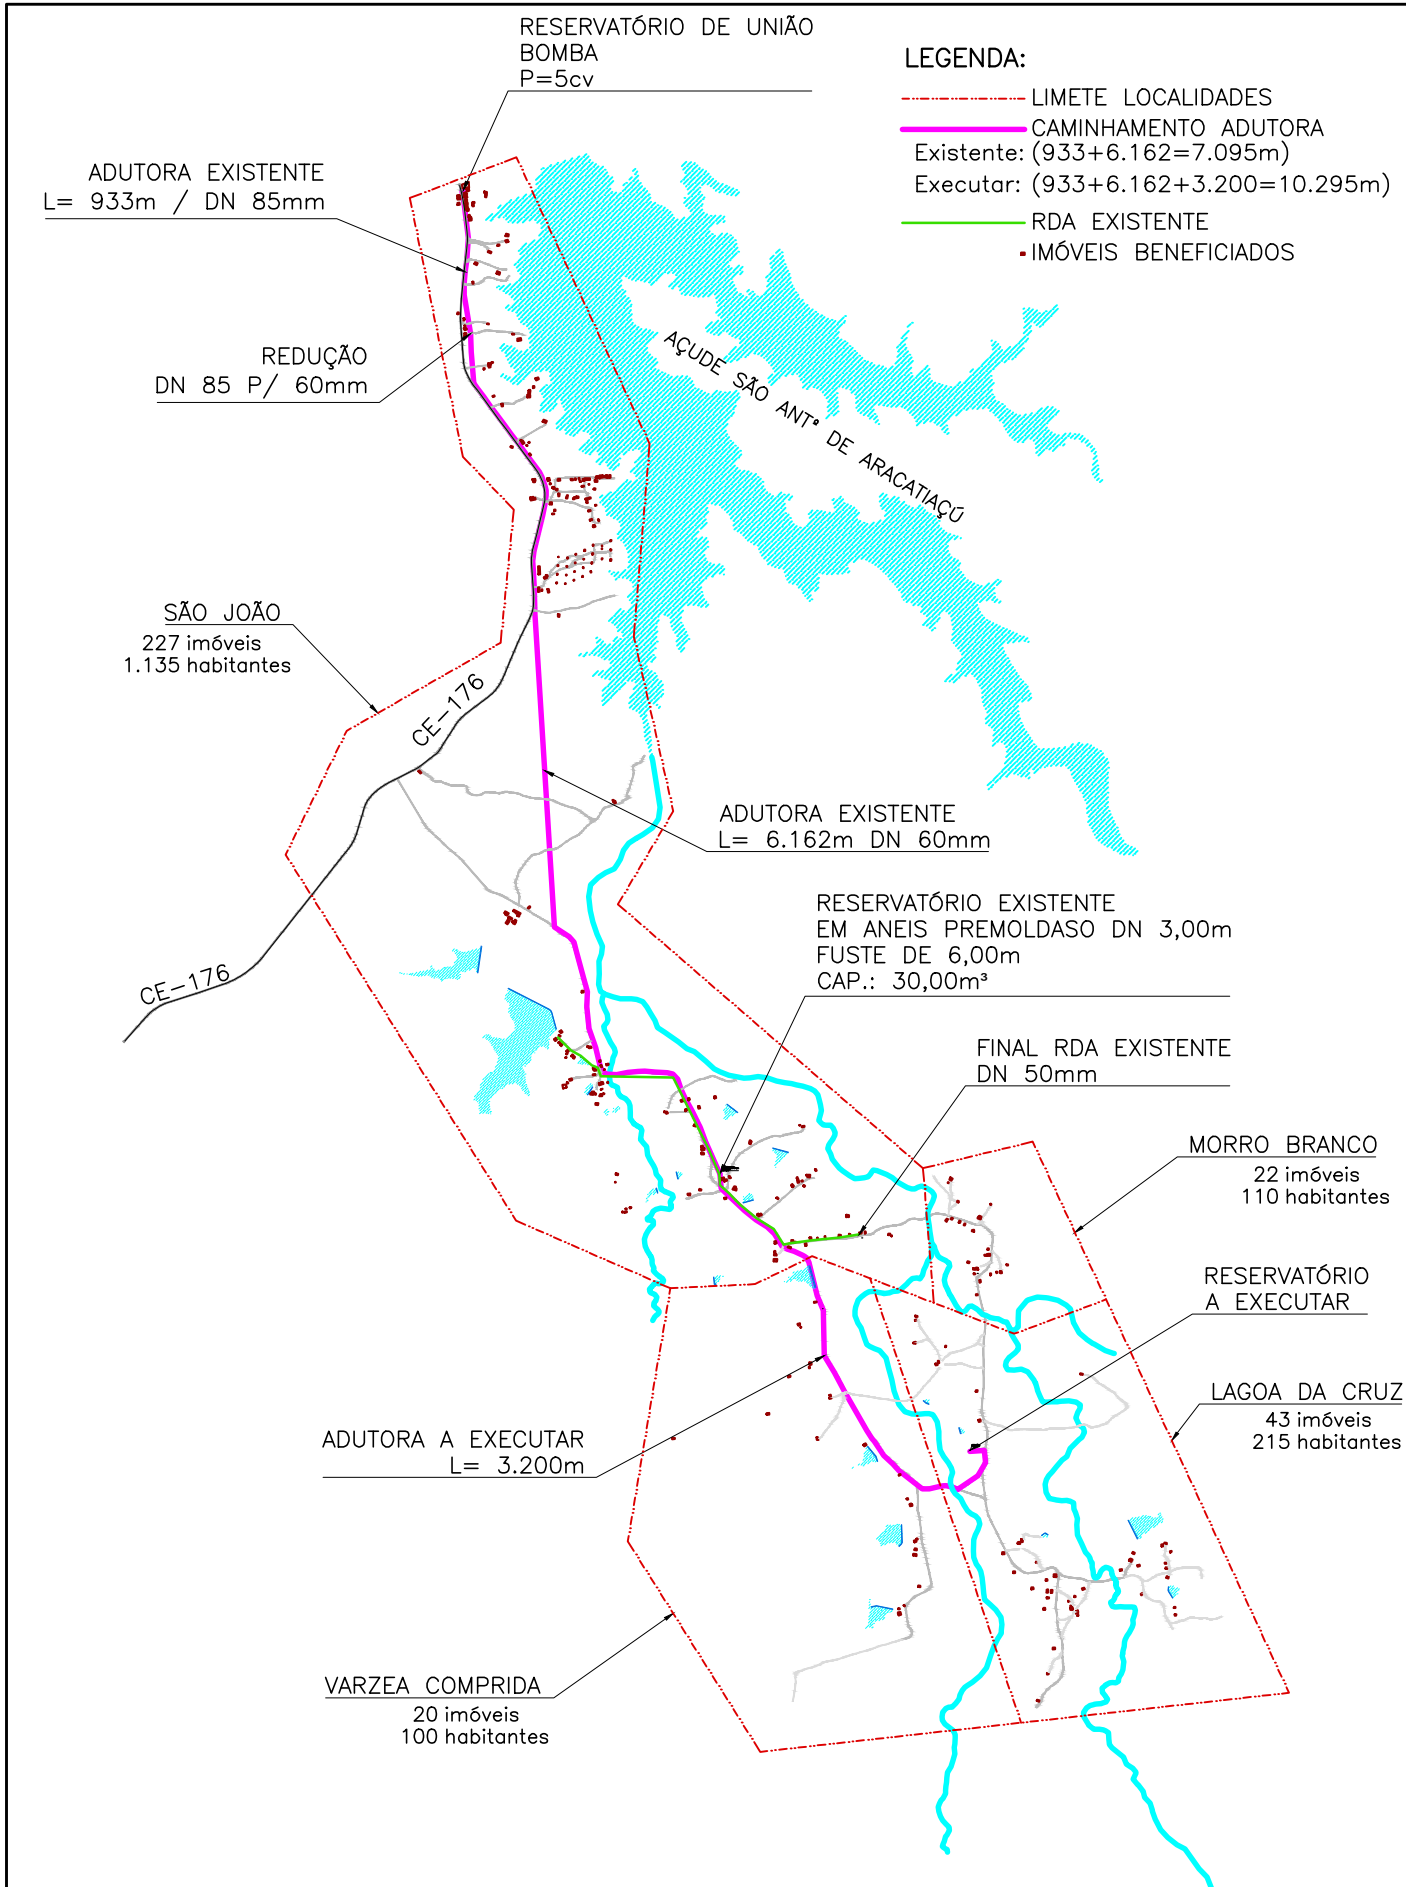 RESERVATÓRIO DE UNIÃO
BOMBA
P=5cv
LEGENDA:
LIMETE LOCALIDADES
CAMINHAMENTO ADUTORA
Existente: (933+6.162=7.095m)
Executar: (933+6.162+3.200=10.295m)
RDA EXISTENTE
IMÓVEIS BENEFICIADOS
ADUTORA EXISTENTE
L= 933m / DN 85mm
REDUÇÃO
DN 85 P/ 60mm
AÇUDE SÃO ANTº DE ARACATIAÇÚ
SÃO JOÃO
227 imóveis
1.135 habitantes
CE-176
ADUTORA EXISTENTE
L= 6.162m DN 60mm
RESERVATÓRIO EXISTENTE
EM ANEIS PREMOLDASO DN 3,00m
FUSTE DE 6,00m
CAP.: 30,00m³
CE-176
FINAL RDA EXISTENTE
DN 50mm
MORRO BRANCO
22 imóveis
110 habitantes
RESERVATÓRIO
A EXECUTAR
LAGOA DA CRUZ
43 imóveis
215 habitantes
ADUTORA A EXECUTAR
L= 3.200m
VARZEA COMPRIDA
20 imóveis
100 habitantes